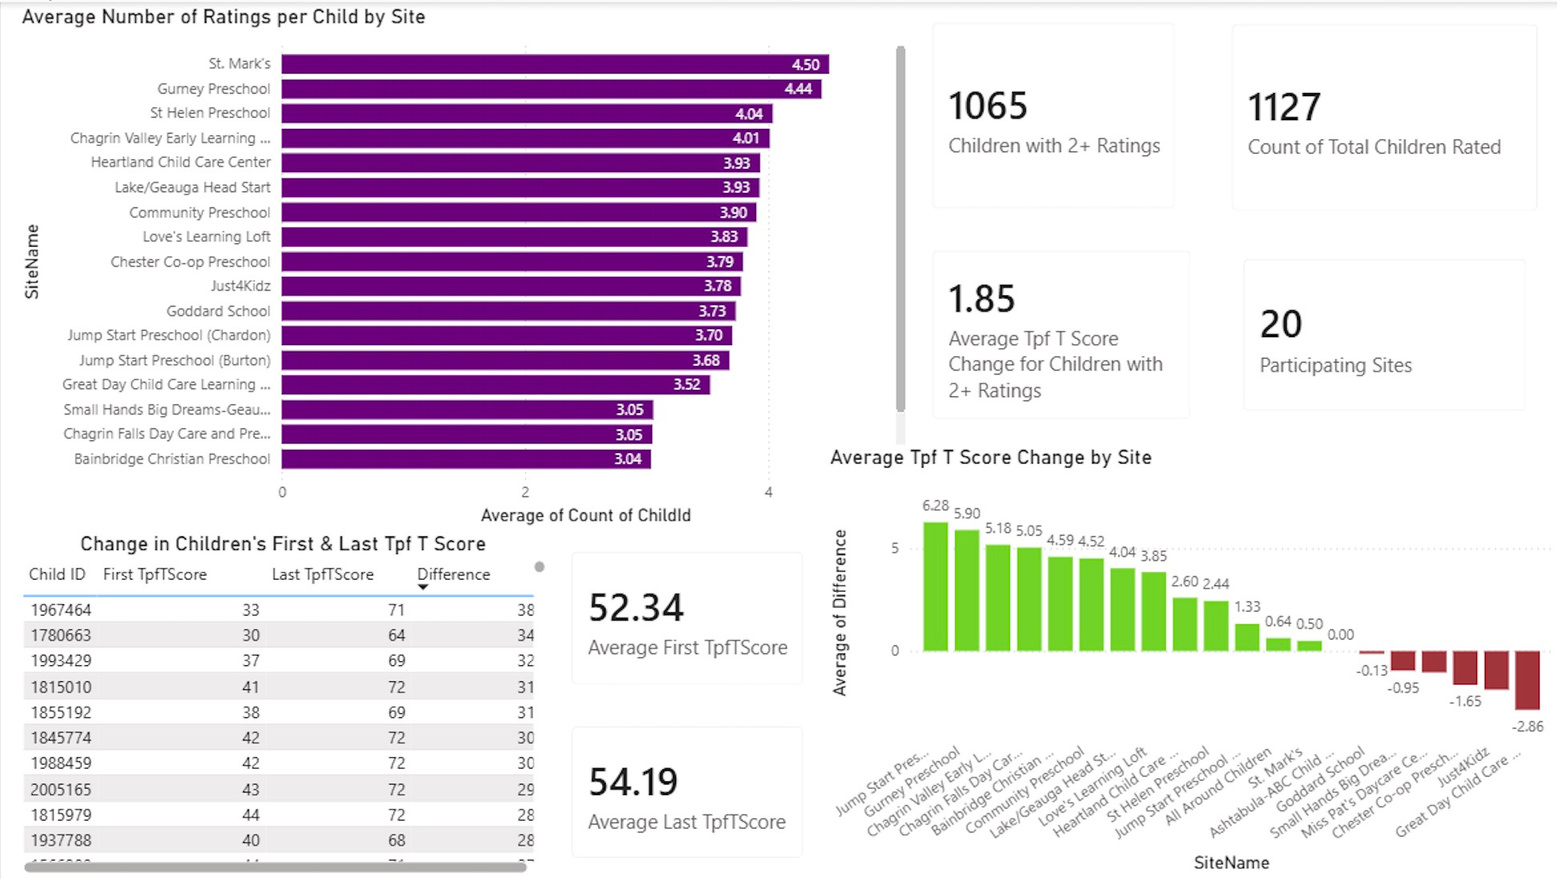 Average Number of Ratings per Child by Site
SiteName
St. Mark's 4.50
Gurney Preschool 4.44
St Helen Preschool 4.04
Chagrin Valley Early Learning ... 4.01
Heartland Child Care Center 3.93
Lake/Geauga Head Start 3.93
Community Preschool 3.90
Love's Learning Loft 3.83
Chester Co-op Preschool 3.79
Just4Kidz 3.78
Goddard School 3.73
Jump Start Preschool (Chardon) 3.70
Jump Start Preschool (Burton) 3.68
Great Day Child Care Learning ... 3.52
Small Hands Big Dreams-Geau... 3.05
Chagrin Falls Day Care and Pre... 3.05
Bainbridge Christian Preschool 3.04
0 2 4
Average of Count of ChildId
1065
Children with 2+ Ratings
1127
Count of Total Children Rated
1.85
Average Tpf T Score
Change for Children with
2+ Ratings
20
Participating Sites
Change in Children's First & Last Tpf T Score
Child ID First TpfTScore Last TpfTScore Difference
1967464 33 71 38
1780663 30 64 34
1993429 37 69 32
1815010 41 72 31
1855192 38 69 31
1845774 42 72 30
1988459 42 72 30
2005165 43 72 29
1815979 44 72 28
1937788 40 68 28
52.34
Average First TpfTScore
54.19
Average Last TpfTScore
Average Tpf T Score Change by Site
Average of Difference
5
0
6.28 5.90 5.18 5.05 4.59 4.52 4.04 3.85 2.60 2.44 1.33 0.64 0.50 0.00 -0.13 -0.95 -1.65 -2.86
Jump Start Pres...
Gurney Preschool
Chagrin Valley Early L...
Chagrin Falls Day Car...
Bainbridge Christian ...
Community Preschool
Lake/Geauga Head St...
Love's Learning Loft
Heartland Child Care ...
St Helen Preschool
Jump Start Preschool ...
All Around Children
St. Mark's
Ashtabula-ABC Child ...
Goddard School
Small Hands Big Drea...
Miss Pat's Daycare Ce...
Chester Co-op Presch...
Just4Kidz
Great Day Child Care ...
SiteName